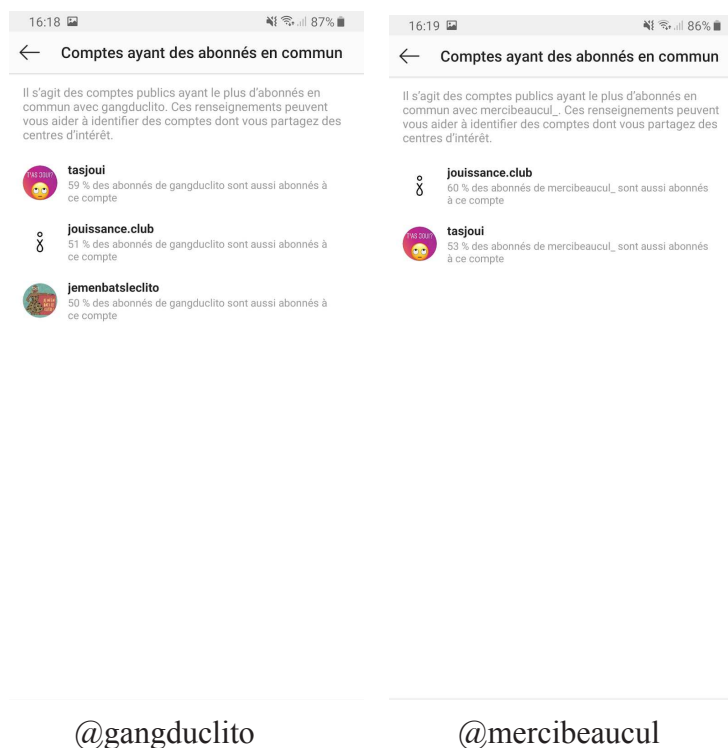 16:18
87%
Comptes ayant des abonnés en commun
Il s'agit des comptes publics ayant le plus d'abonnés en
commun avec gangduclito. Ces renseignements peuvent
vous aider à identifier des comptes dont vous partagez des
centres d'intérêt.
T'AS JOUI?
tasjoui
59 % des abonnés de gangduclito sont aussi abonnés à
ce compte
jouissance.club
51 % des abonnés de gangduclito sont aussi abonnés à
ce compte
jemenbatsleclito
50 % des abonnés de gangduclito sont aussi abonnés à
ce compte
@gangduclito
16:19
86%
Comptes ayant des abonnés en commun
Il s'agit des comptes publics ayant le plus d'abonnés en
commun avec mercibeaucul_. Ces renseignements peuvent
vous aider à identifier des comptes dont vous partagez des
centres d'intérêt.
jouissance.club
60 % des abonnés de mercibeaucul_ sont aussi abonnés
à ce compte
T'AS JOUI?
tasjoui
53 % des abonnés de mercibeaucul_ sont aussi abonnés
à ce compte
@mercibeaucul